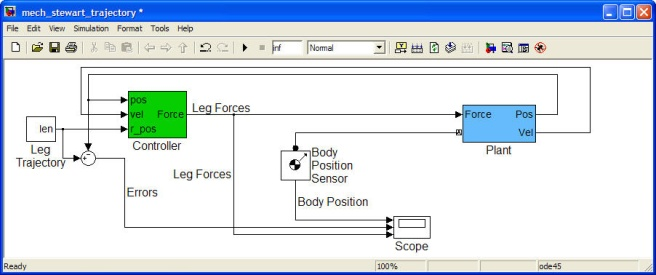 mech_stewart_trajectory *
File Edit View Simulation Format Tools Help
inf
Normal
pos
vel Force
r_pos
Controller
Leg Forces
Force Pos
Vel
Plant
len
Leg
Trajectory
Body
Position
Sensor
Leg Forces
Errors
Body Position
Scope
Ready
100%
ode45